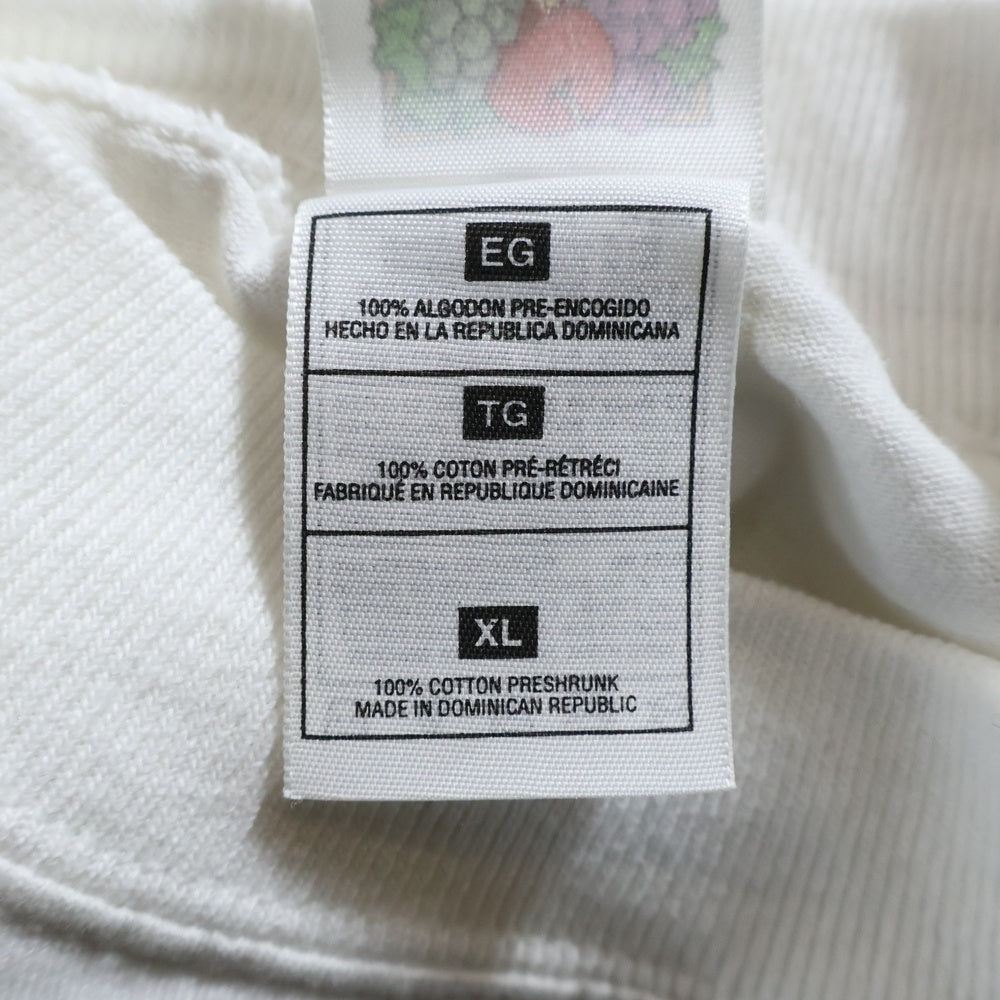 EG
100% ALGODON PRE-ENCOGIDO
HECHO EN LA REPUBLICA DOMINICANA
TG
100% COTON PRÉ-RÉTRÉCI
FABRIQUÉ EN REPUBLIQUE DOMINICAINE
XL
100% COTTON PRESHRUNK
MADE IN DOMINICAN REPUBLIC